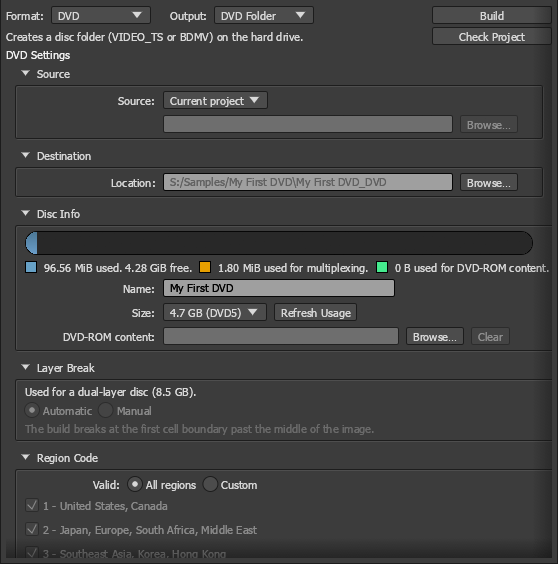 Format: DVD Output: DVD Folder Build
Creates a disc folder (VIDEO_TS or BDMV) on the hard drive. Check Project
DVD Settings
Source
Source: Current project
Browse...
Destination
Location: S:/Samples/My First DVD\My First DVD_DVD Browse...
Disc Info
96.56 MiB used. 4.28 GiB free. 1.80 MiB used for multiplexing. 0 B used for DVD-ROM content.
Name: My First DVD
Size: 4.7 GB (DVD5) Refresh Usage
DVD-ROM content: Browse... Clear
Layer Break
Used for a dual-layer disc (8.5 GB).
Automatic Manual
The build breaks at the first cell boundary past the middle of the image.
Region Code
Valid: All regions Custom
1 - United States, Canada
2 - Japan, Europe, South Africa, Middle East
3 - Southeast Asia, Korea, Hong Kong